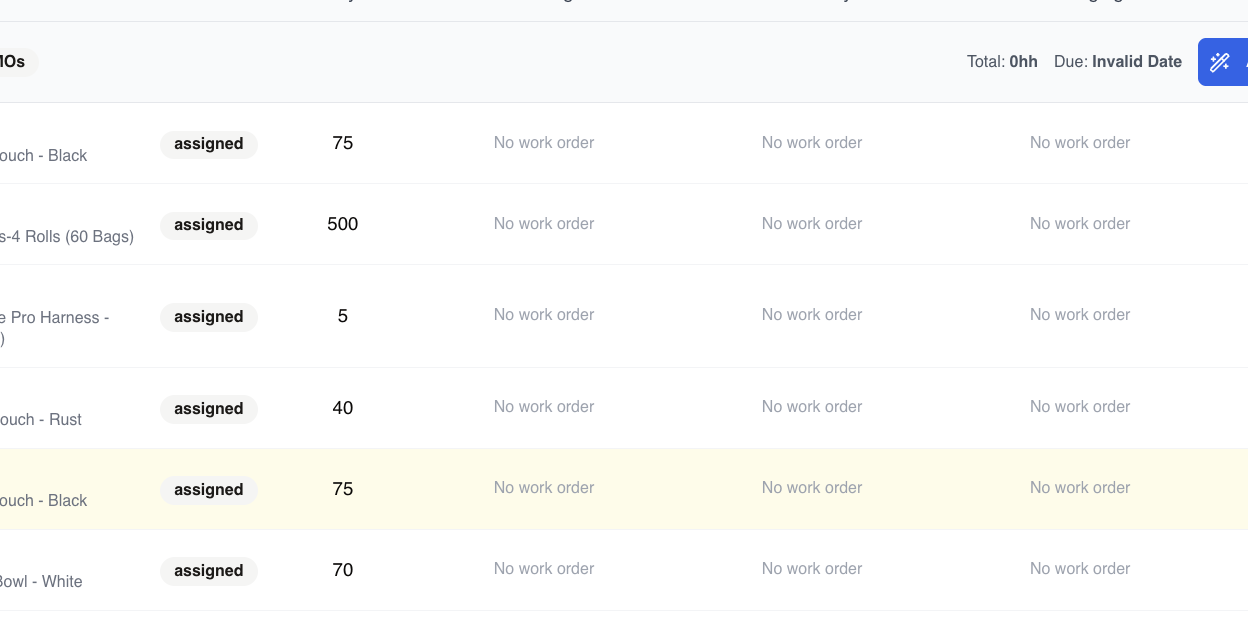 MOs Total: 0hh Due: Invalid Date
assigned 75 No work order No work order No work order
ouch - Black
assigned 500 No work order No work order No work order
s-4 Rolls (60 Bags)
e Pro Harness - assigned 5 No work order No work order No work order
)
assigned 40 No work order No work order No work order
ouch - Rust
assigned 75 No work order No work order No work order
ouch - Black
assigned 70 No work order No work order No work order
Bowl - White